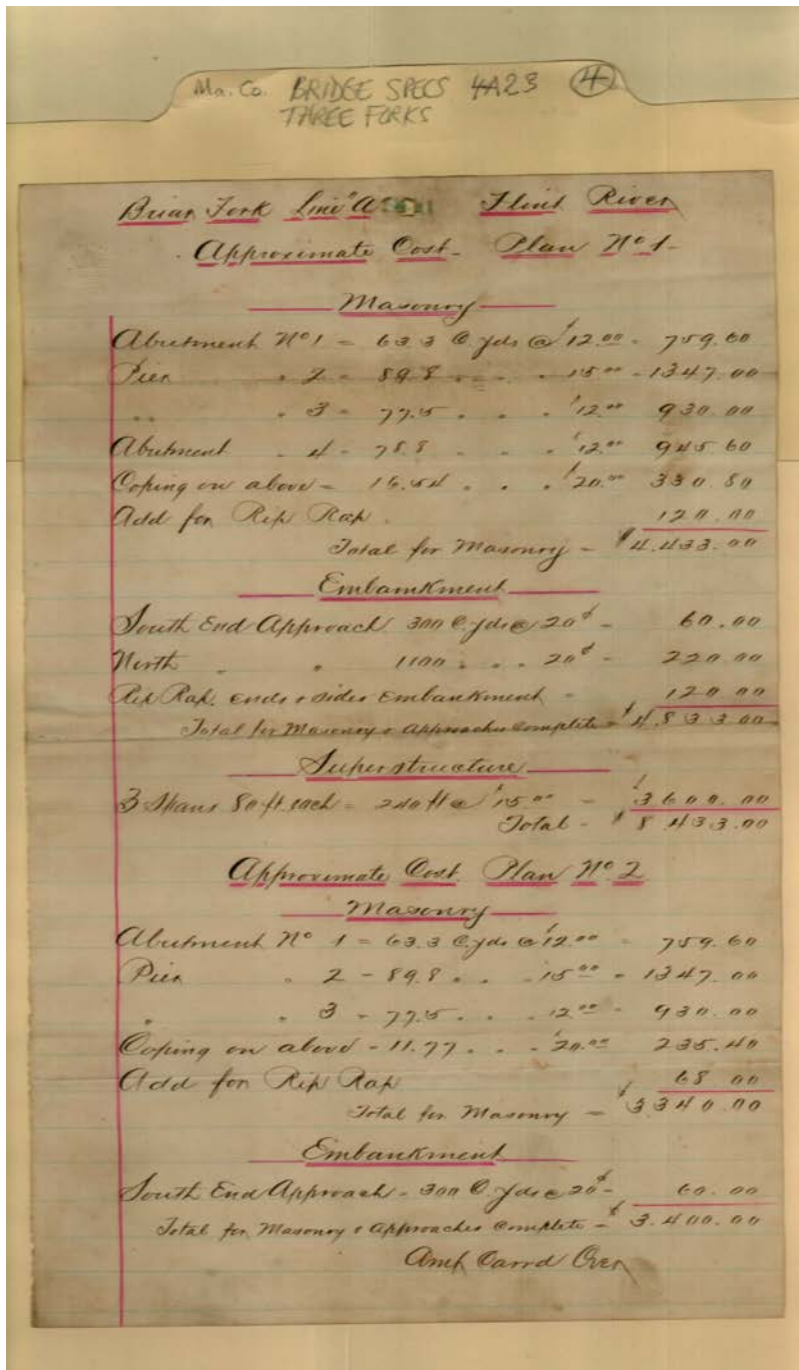 Ma. Co. BRIDGE SPECS 4A23 4
THREE FORKS
Briar Fork Line "A" Flint River
Approximate Cost - Plan No 1 -
Masonry
Abutment No 1 = 63.3 C. yds @ $12.00 = 759.60
Pier " 2 = 89.8 " " " 15.00 = 1347.00
" " 3 = 77.5 " " " $12.00 930.00
Abutment " 4 = 78.8 " " $12.00 945.60
Coping on above = 16.54 " " $20.00 330.80
Add for Rip Rap. 120.00
Total for Masonry = $4.433.00
Embankment
South End Approach 300 C. yds @ 20¢ = 60.00
North " " 1100 " " " 20¢ = 220.00
Rip Rap. ends & sides Embankment = 120.00
Total for Masonry & Approaches Complete = $4.833.00
Superstructure
3 Spans 80 ft. each = 240 ft @ $15.00 = $3600.00
Total = $8.433.00
Approximate Cost. Plan No. 2
Masonry
Abutment No 1 = 63.3 C. yds @ $12.00 = 759.60
Pier " 2 = 89.8 " " " 15.00 = 1347.00
" " 3 = 77.5 " " " 12.00 = 930.00
Coping on above = 11.77 " " " $20.00 235.40
Add for Rip Rap 68.00
Total for Masonry = $3340.00
Embankment
South End Approach = 300 C. yds @ 20¢ = 60.00
Total for Masonry & Approaches Complete = $3.400.00
Amt Carrd Over